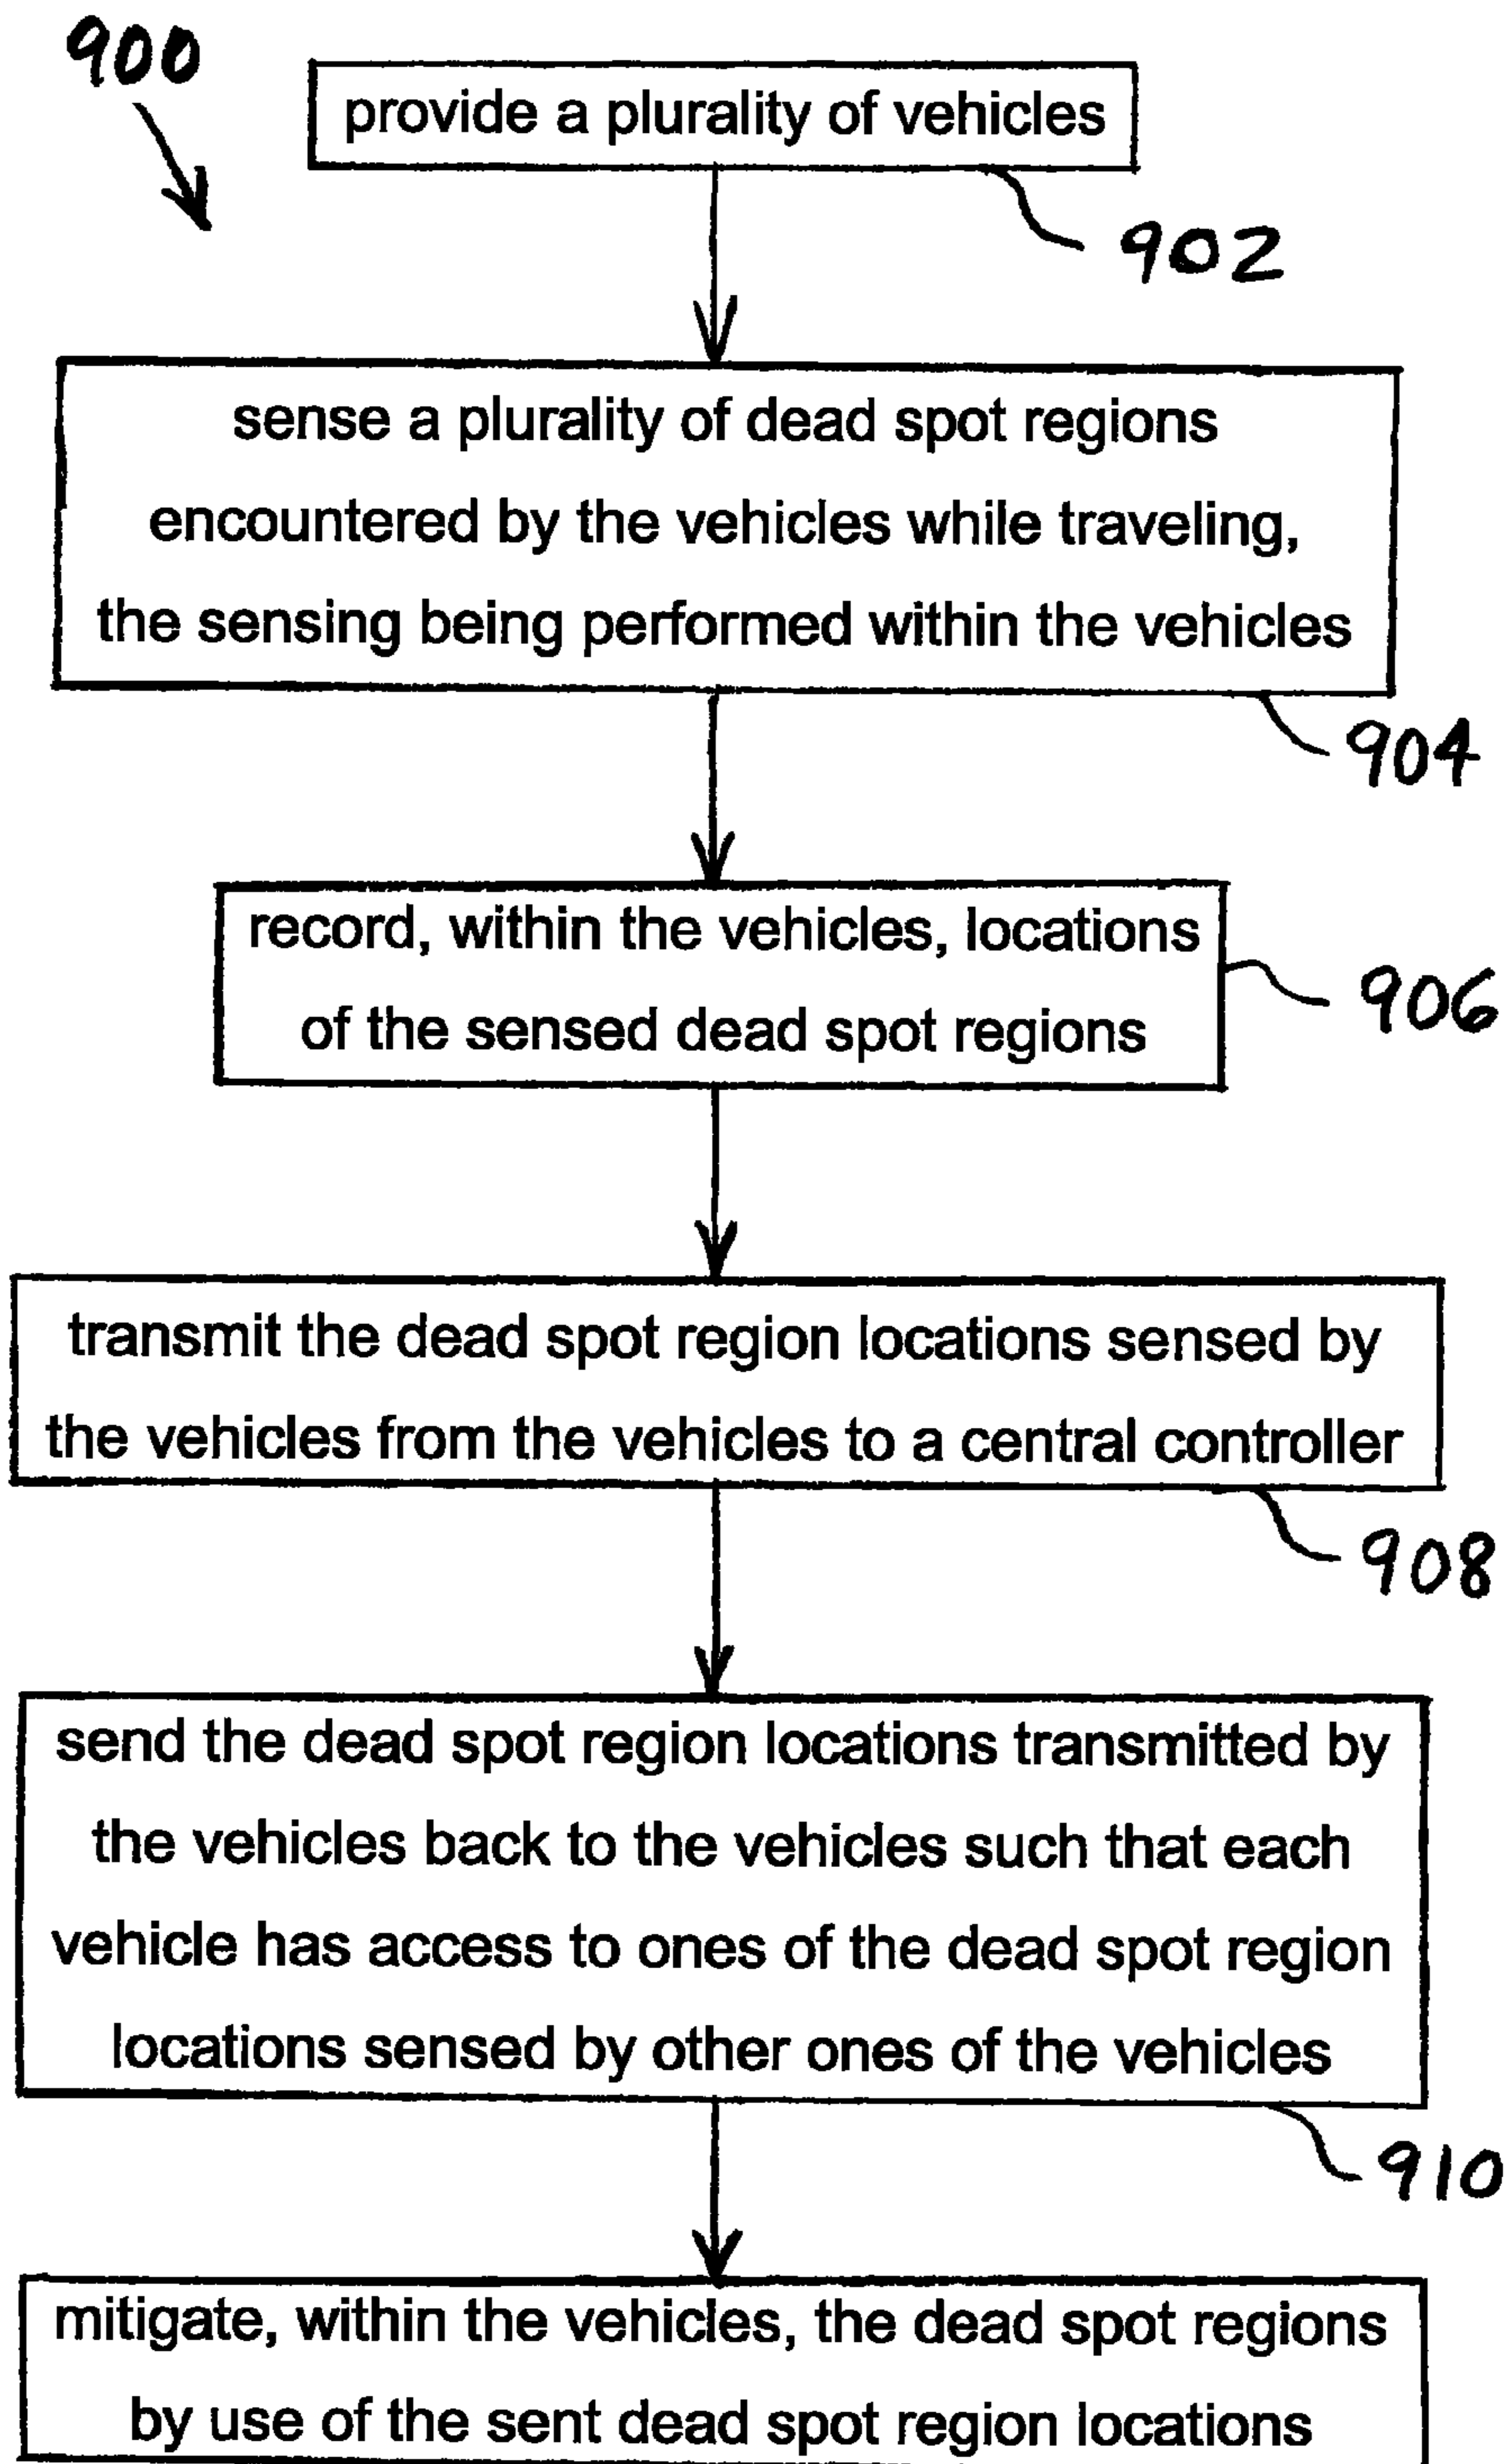 900
provide a plurality of vehicles
902
sense a plurality of dead spot regions
encountered by the vehicles while traveling,
the sensing being performed within the vehicles
904
record, within the vehicles, locations
of the sensed dead spot regions
906
transmit the dead spot region locations sensed by
the vehicles from the vehicles to a central controller
908
send the dead spot region locations transmitted by
the vehicles back to the vehicles such that each
vehicle has access to ones of the dead spot region
locations sensed by other ones of the vehicles
910
mitigate, within the vehicles, the dead spot regions
by use of the sent dead spot region locations